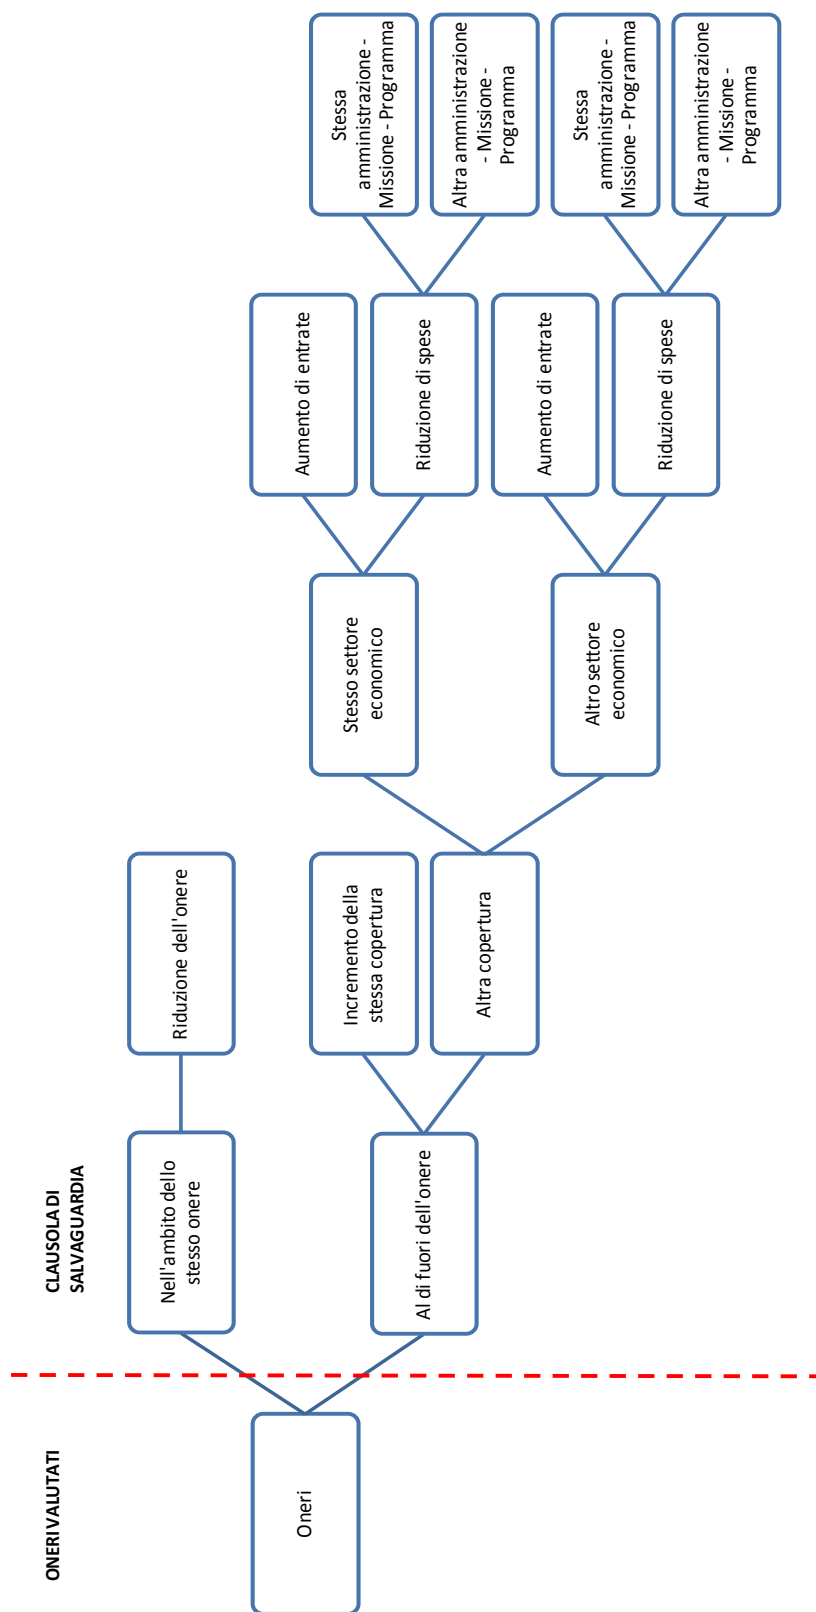 ONERI VALUTATI
CLAUSOLA DI
SALVAGUARDIA
Oneri
Nell'ambito dello
stesso onere
Riduzione dell'onere
Al di fuori dell'onere
Incremento della
stessa copertura
Altra copertura
Stesso settore
economico
Aumento di entrate
Riduzione di spese
Stessa
amministrazione -
Missione - Programma
Altra amministrazione
- Missione -
Programma
Altro settore
economico
Aumento di entrate
Riduzione di spese
Stessa
amministrazione -
Missione - Programma
Altra amministrazione
- Missione -
Programma